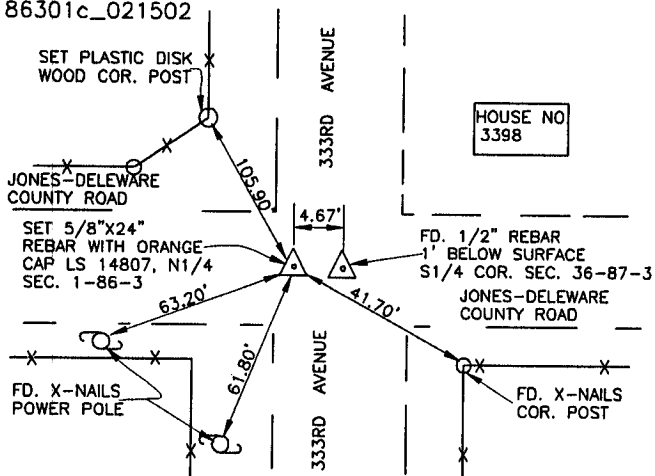 86301c_021502
SET PLASTIC DISK
WOOD COR. POST
333RD AVENUE
HOUSE NO
3398
JONES-DELEWARE
COUNTY ROAD
105.90'
4.67'
SET 5/8"X24"
REBAR WITH ORANGE
CAP LS 14807, N1/4
SEC. 1-86-3
FD. 1/2" REBAR
1' BELOW SURFACE
S1/4 COR. SEC. 36-87-3
JONES-DELEWARE
COUNTY ROAD
63.20'
41.70'
61.80'
333RD AVENUE
FD. X-NAILS
POWER POLE
FD. X-NAILS
COR. POST